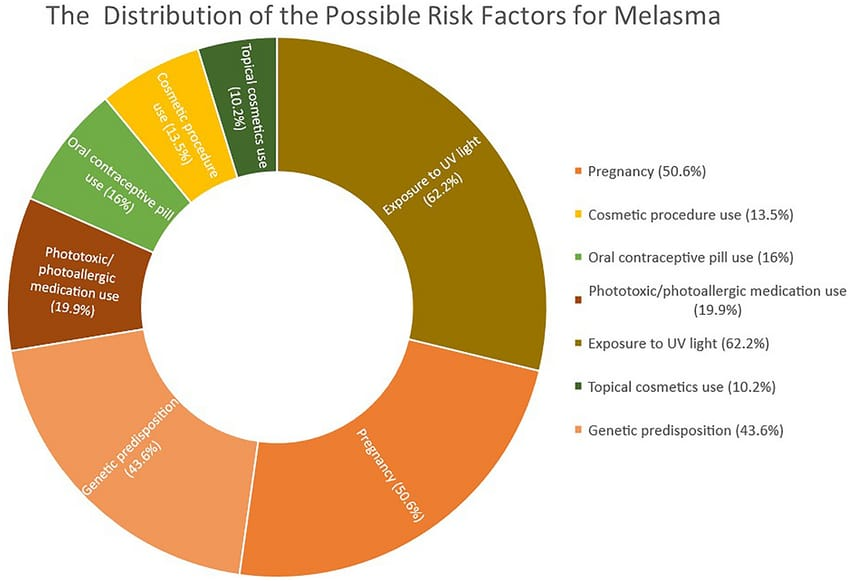 The  Distribution of the Possible Risk Factors for Melasma
Topical cosmetics use
(10.2%)
Cosmetic procedure
use (13.5%)
Oral contraceptive pill
use (16%)
Phototoxic/
photoallergic
medication use
(19.9%)
Genetic predisposition
(43.6%)
Pregnancy (50.6%)
Exposure to UV light
(62.2%)
Pregnancy (50.6%)
Cosmetic procedure use (13.5%)
Oral contraceptive pill use (16%)
Phototoxic/photoallergic medication use
(19.9%)
Exposure to UV light (62.2%)
Topical cosmetics use (10.2%)
Genetic predisposition (43.6%)